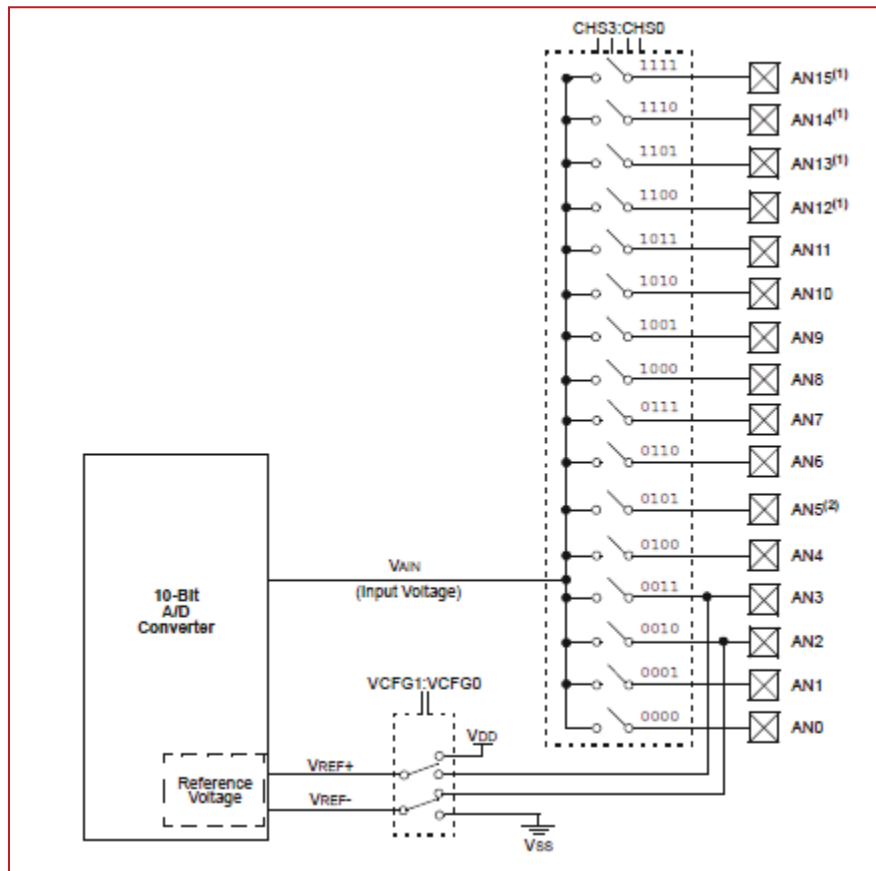 CHS3:CHS0
1111 AN15(1)
1110 AN14(1)
1101 AN13(1)
1100 AN12(1)
1011 AN11
1010 AN10
1001 AN9
1000 AN8
0111 AN7
0110 AN6
0101 AN5(2)
0100 AN4
VAIN
(Input Voltage)
0011 AN3
10-Bit
A/D
Converter
0010 AN2
0001 AN1
VCFG1:VCFG0
0000 AN0
VDD
VREF+
Reference
Voltage
VREF-
VSS